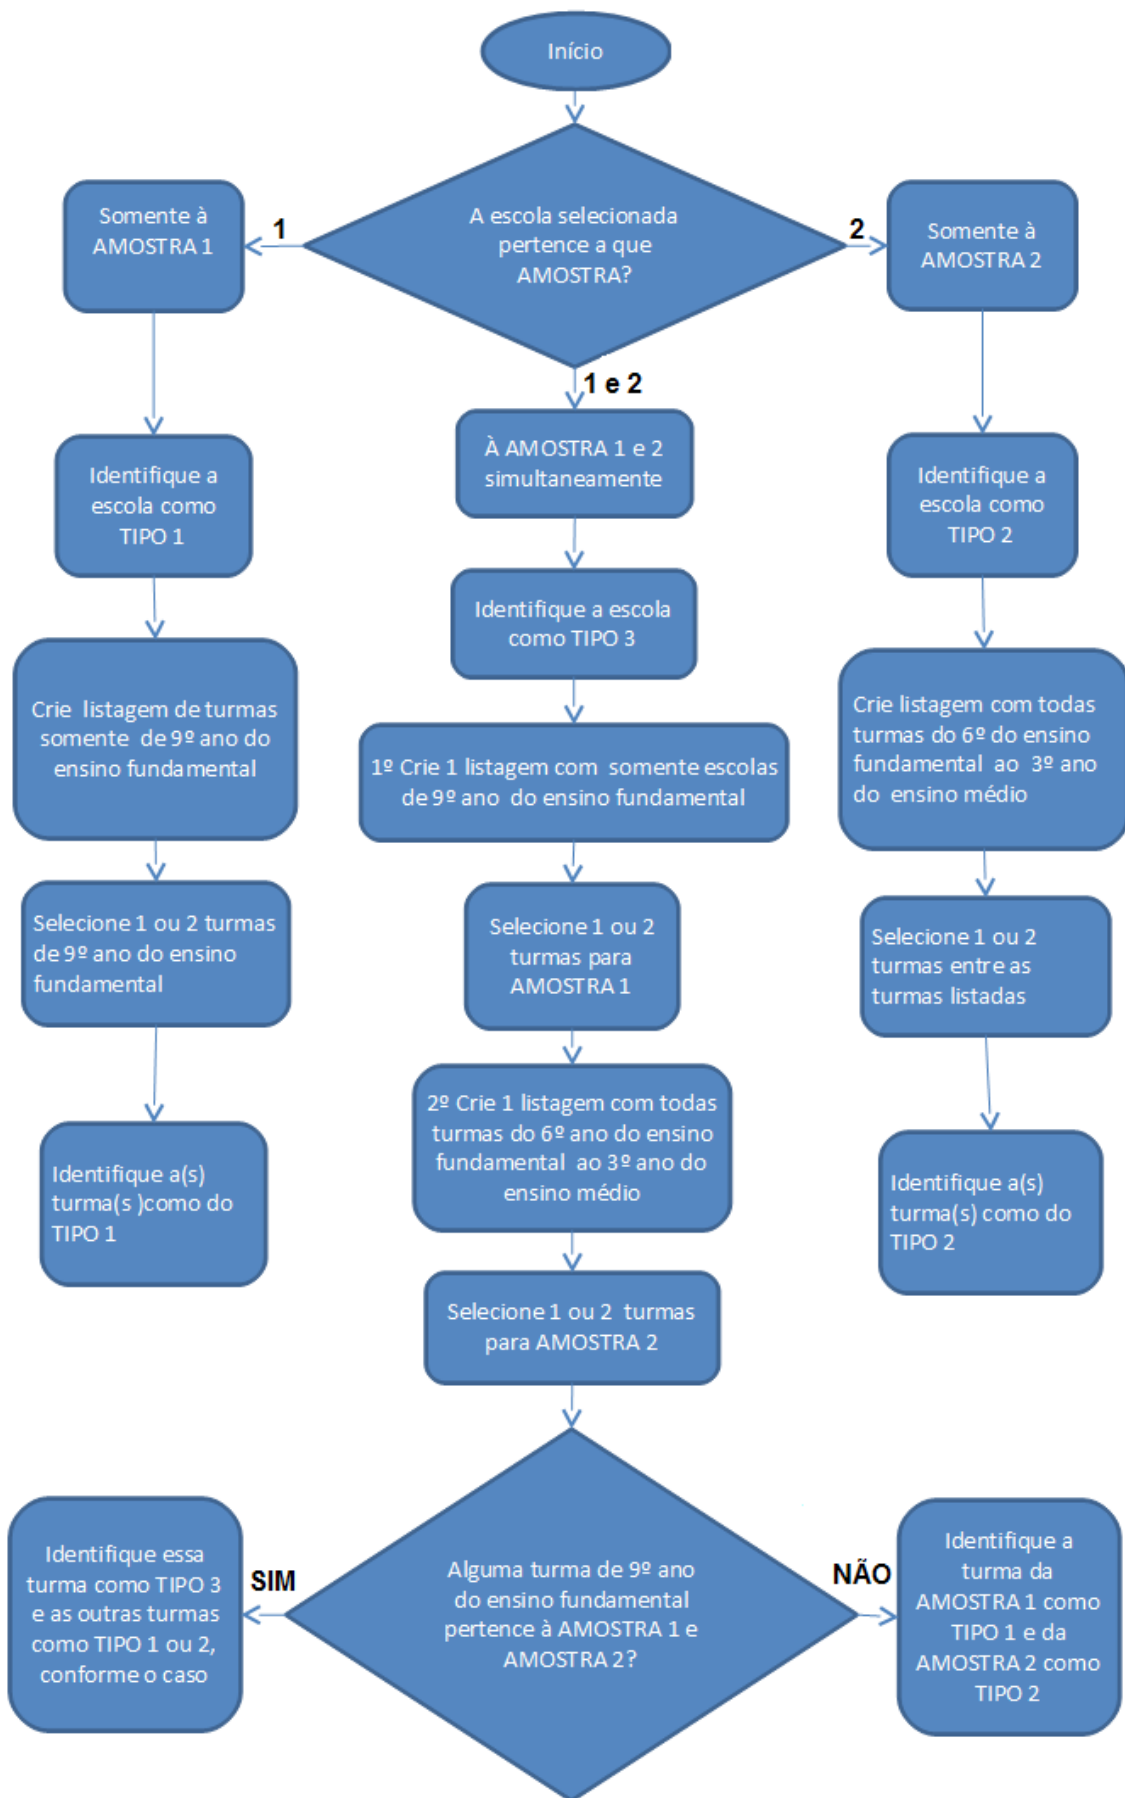 Início
A escola selecionada
pertence a que
AMOSTRA?
1
Somente à
AMOSTRA 1
Identifique a
escola como
TIPO 1
Crie listagem de turmas
somente de 9º ano do
ensino fundamental
Selecione 1 ou 2 turmas
de 9º ano do ensino
fundamental
Identifique a(s)
turma(s )como do
TIPO 1
1 e 2
À AMOSTRA 1 e 2
simultaneamente
Identifique a escola
como TIPO 3
1º Crie 1 listagem com somente escolas
de 9º ano do ensino fundamental
Selecione 1 ou 2
turmas para
AMOSTRA 1
2º Crie 1 listagem com todas
turmas do 6º ano do ensino
fundamental ao 3º ano do
ensino médio
Selecione 1 ou 2 turmas
para AMOSTRA 2
Alguma turma de 9º ano
do ensino fundamental
pertence à AMOSTRA 1 e
AMOSTRA 2?
SIM
Identifique essa
turma como TIPO 3
e as outras turmas
como TIPO 1 ou 2,
conforme o caso
NÃO
Identifique a
turma da
AMOSTRA 1 como
TIPO 1 e da
AMOSTRA 2 como
TIPO 2
2
Somente à
AMOSTRA 2
Identifique a
escola como
TIPO 2
Crie listagem com todas
turmas do 6º do ensino
fundamental ao 3º ano
do ensino médio
Selecione 1 ou 2
turmas entre as
turmas listadas
Identifique a(s)
turma(s) como do
TIPO 2